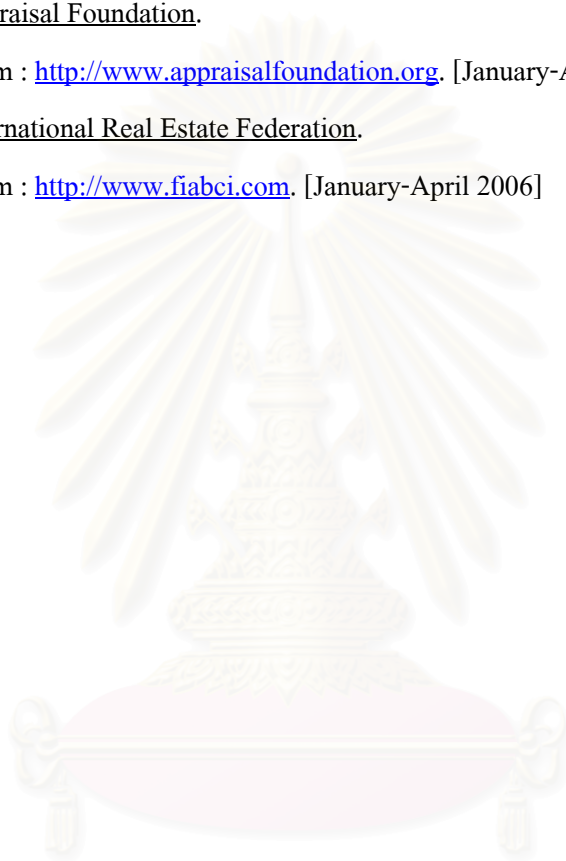 raisal Foundation.
m : http://www.appraisalfoundation.org. [January-A
rnational Real Estate Federation.
m : http://www.fiabci.com. [January-April 2006]